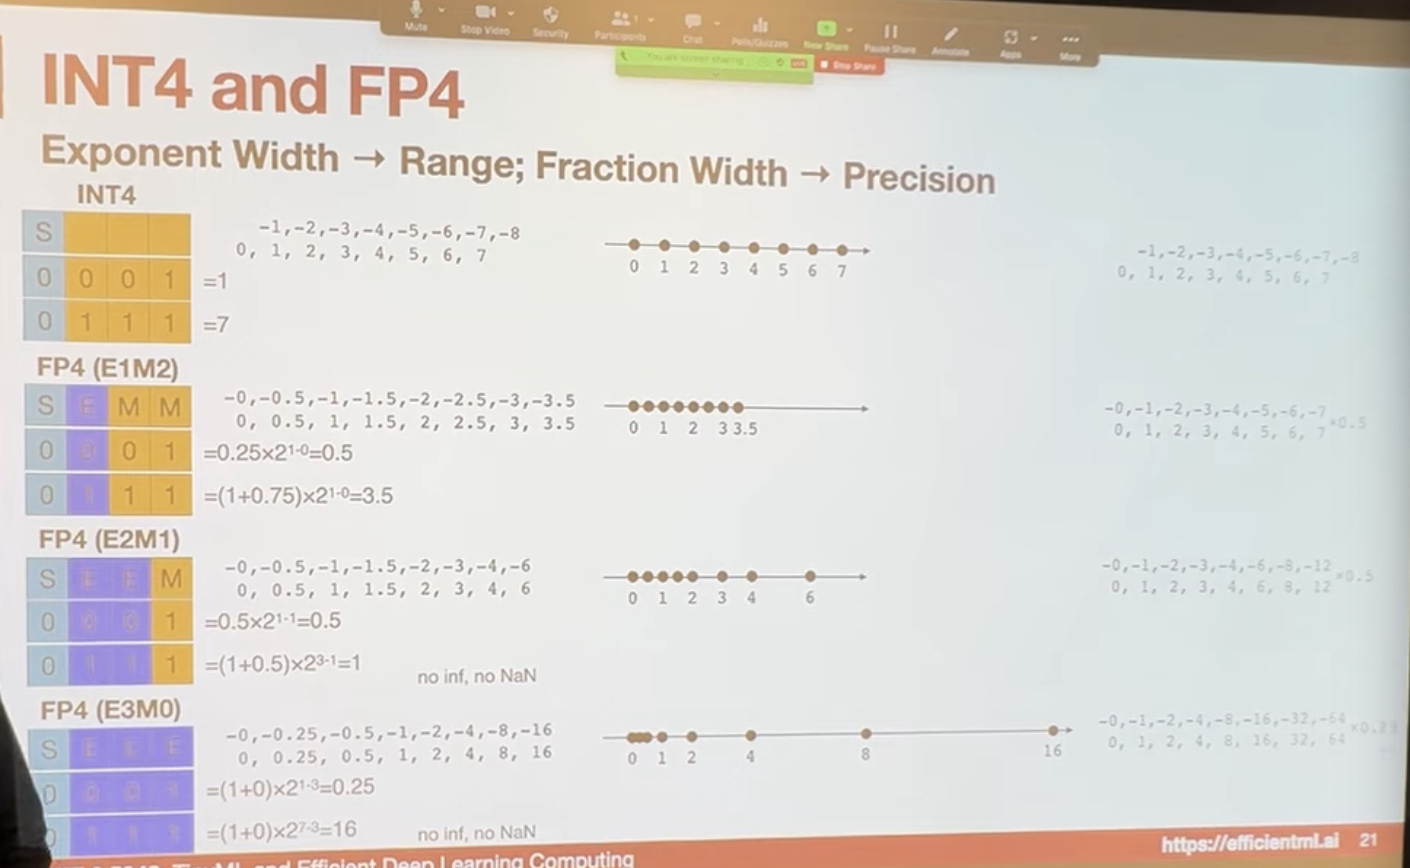 Mute
Stop Video
Security
Participants
1
Chat
Polls/Quizzes
New Share
Pause Share
Annotate
Apps
More
You are screen sharing
Stop Share
INT4 and FP4
Exponent Width → Range; Fraction Width → Precision
INT4
S
-1,-2,-3,-4,-5,-6,-7,-8
0, 1, 2, 3, 4, 5, 6, 7
0 0 0 1 =1
0 1 1 1 =7
0 1 2 3 4 5 6 7
-1,-2,-3,-4,-5,-6,-7,-8
0, 1, 2, 3, 4, 5, 6, 7
FP4 (E1M2)
S E M M
-0,-0.5,-1,-1.5,-2,-2.5,-3,-3.5
0, 0.5, 1, 1.5, 2, 2.5, 3, 3.5
0 0 0 1 =0.25×2¹⁻⁰=0.5
0 1 1 1 =(1+0.75)×2¹⁻⁰=3.5
0 1 2 3 3.5
-0,-1,-2,-3,-4,-5,-6,-7
0, 1, 2, 3, 4, 5, 6, 7 ×0.5
FP4 (E2M1)
S E E M
-0,-0.5,-1,-1.5,-2,-3,-4,-6
0, 0.5, 1, 1.5, 2, 3, 4, 6
0 0 0 1 =0.5×2¹⁻¹=0.5
0 1 1 1 =(1+0.5)×2³⁻¹=1
no inf, no NaN
0 1 2 3 4 6
-0,-1,-2,-3,-4,-6,-8,-12
0, 1, 2, 3, 4, 6, 8, 12 ×0.5
FP4 (E3M0)
S E E E
-0,-0.25,-0.5,-1,-2,-4,-8,-16
0, 0.25, 0.5, 1, 2, 4, 8, 16
0 0 0 1 =(1+0)×2¹⁻³=0.25
0 1 1 1 =(1+0)×2⁷⁻³=16
no inf, no NaN
0 1 2 4 8 16
-0,-1,-2,-4,-8,-16,-32,-64
0, 1, 2, 4, 8, 16, 32, 64
TinyML and Efficient Deep Learning Computing
https://efficientml.ai 21